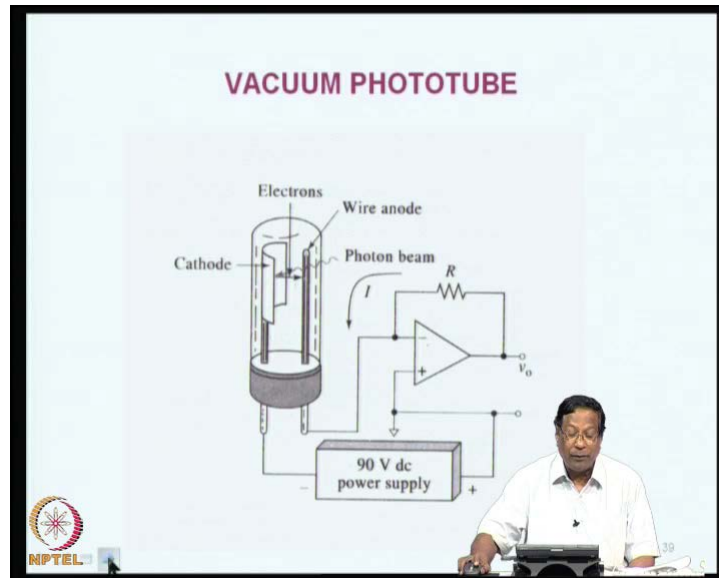 VACUUM PHOTOTUBE
Electrons
Wire anode
Cathode
Photon beam
I
R
−
+
v₀
90 V dc
power supply
−
+
NPTEL
39